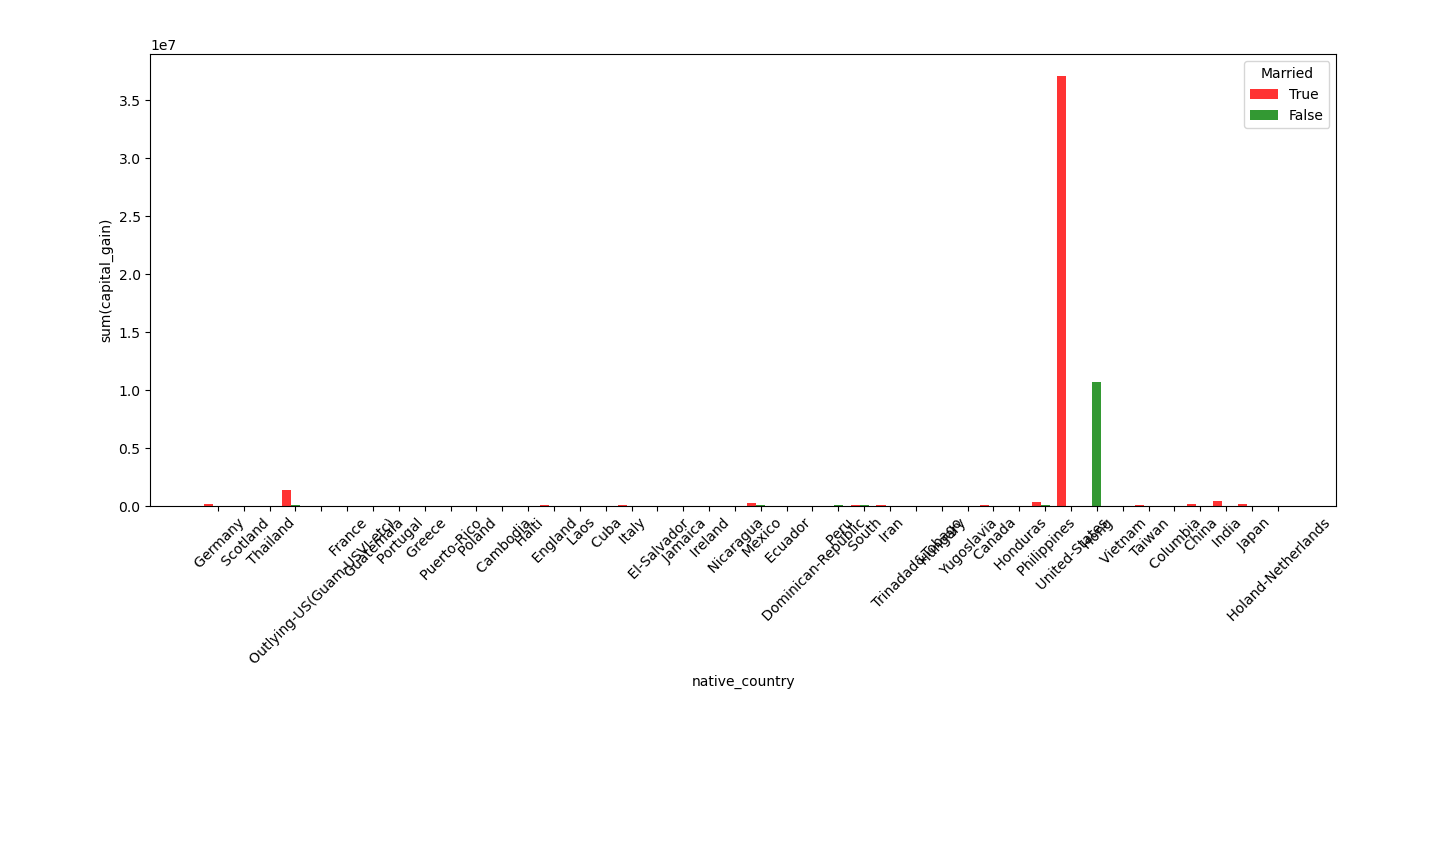 1e7
3.5
3.0
2.5
2.0
1.5
1.0
0.5
0.0
sum(capital_gain)
Married
True
False
Germany
Scotland
Thailand
Outlying-US(Guam-USVI-etc)
France
Guatemala
Portugal
Greece
Puerto-Rico
Poland
Cambodia
Haiti
England
Laos
Cuba
Italy
El-Salvador
Jamaica
Ireland
Nicaragua
Mexico
Ecuador
Dominican-Republic
Peru
South
Iran
Trinadad&Tobago
Hungary
Yugoslavia
Canada
Honduras
Philippines
United-States
Hong
Vietnam
Taiwan
Columbia
China
India
Japan
Holand-Netherlands
native_country